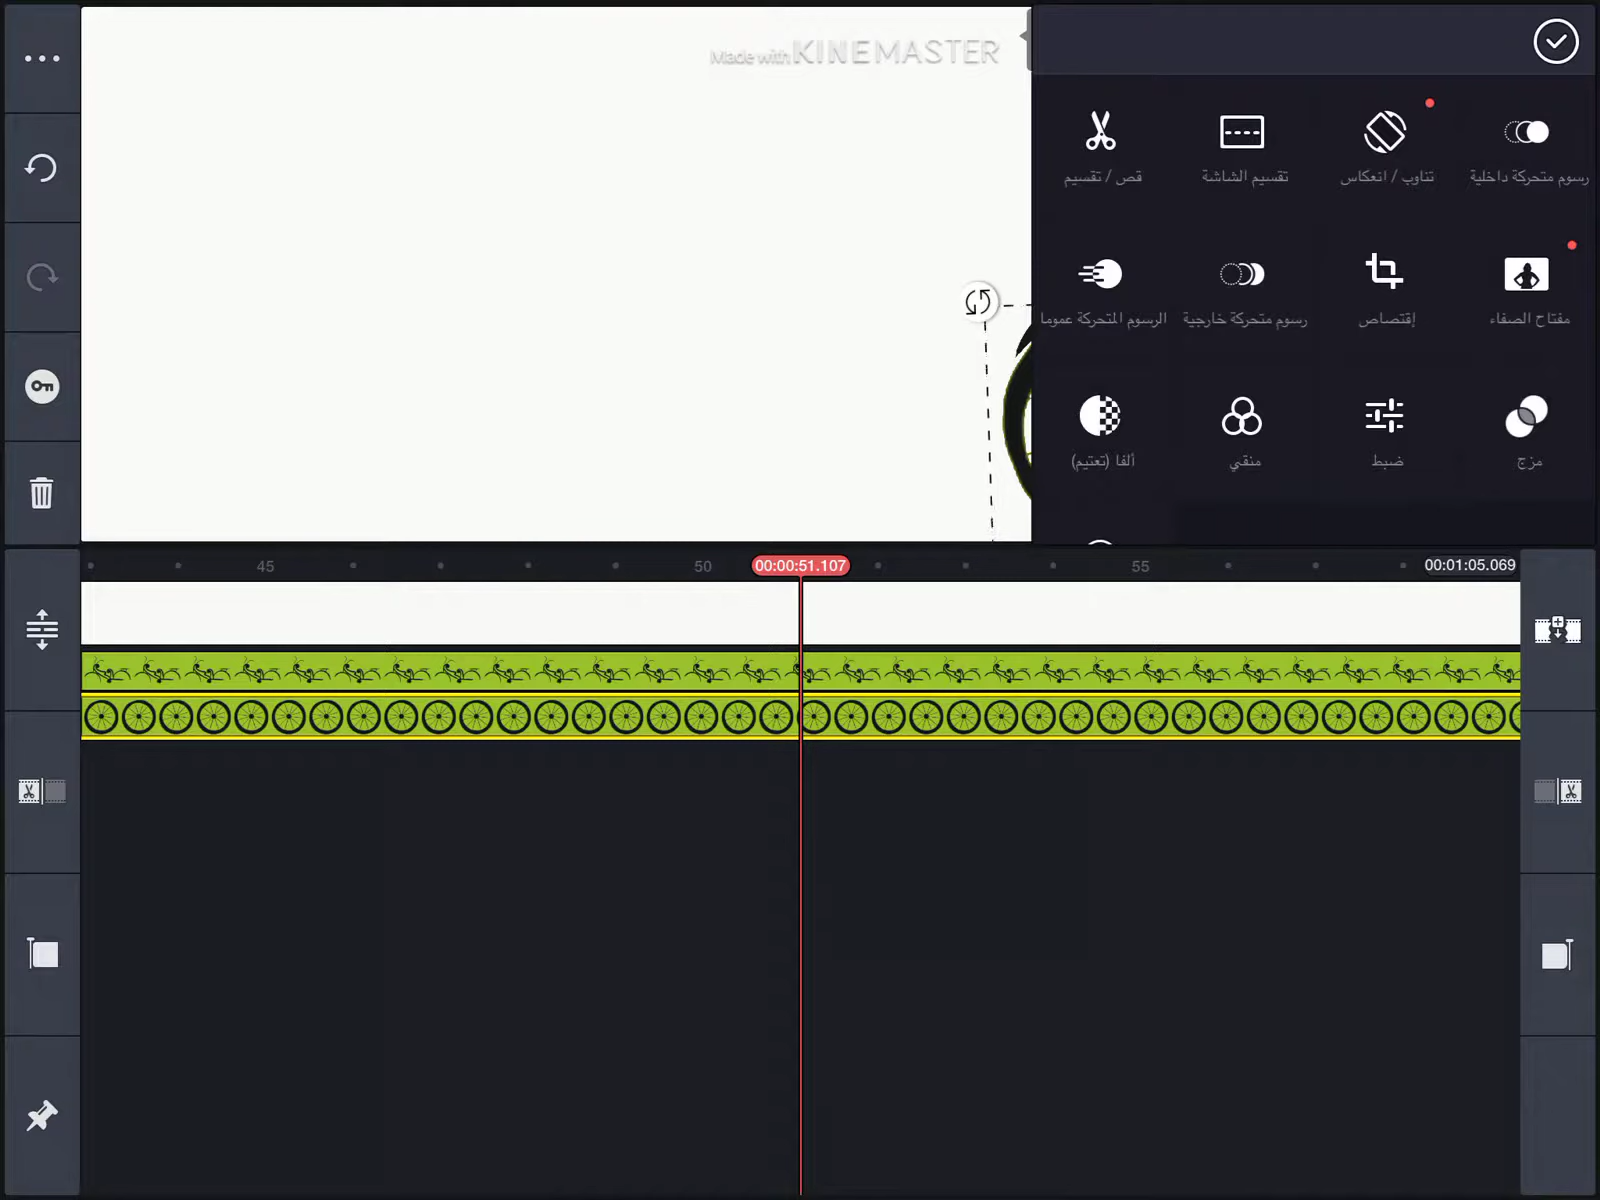 Made with KINEMASTER
قص / تقسيم
تقسيم الشاشة
تناوب / انعكاس
رسوم متحركة داخلية
الرسوم المتحركة عموما
رسوم متحركة خارجية
إقتصاص
مفتاح الصفاء
ألفا (تعتيم)
منقي
ضبط
مزج
45
50
00:00:51.107
55
00:01:05.069